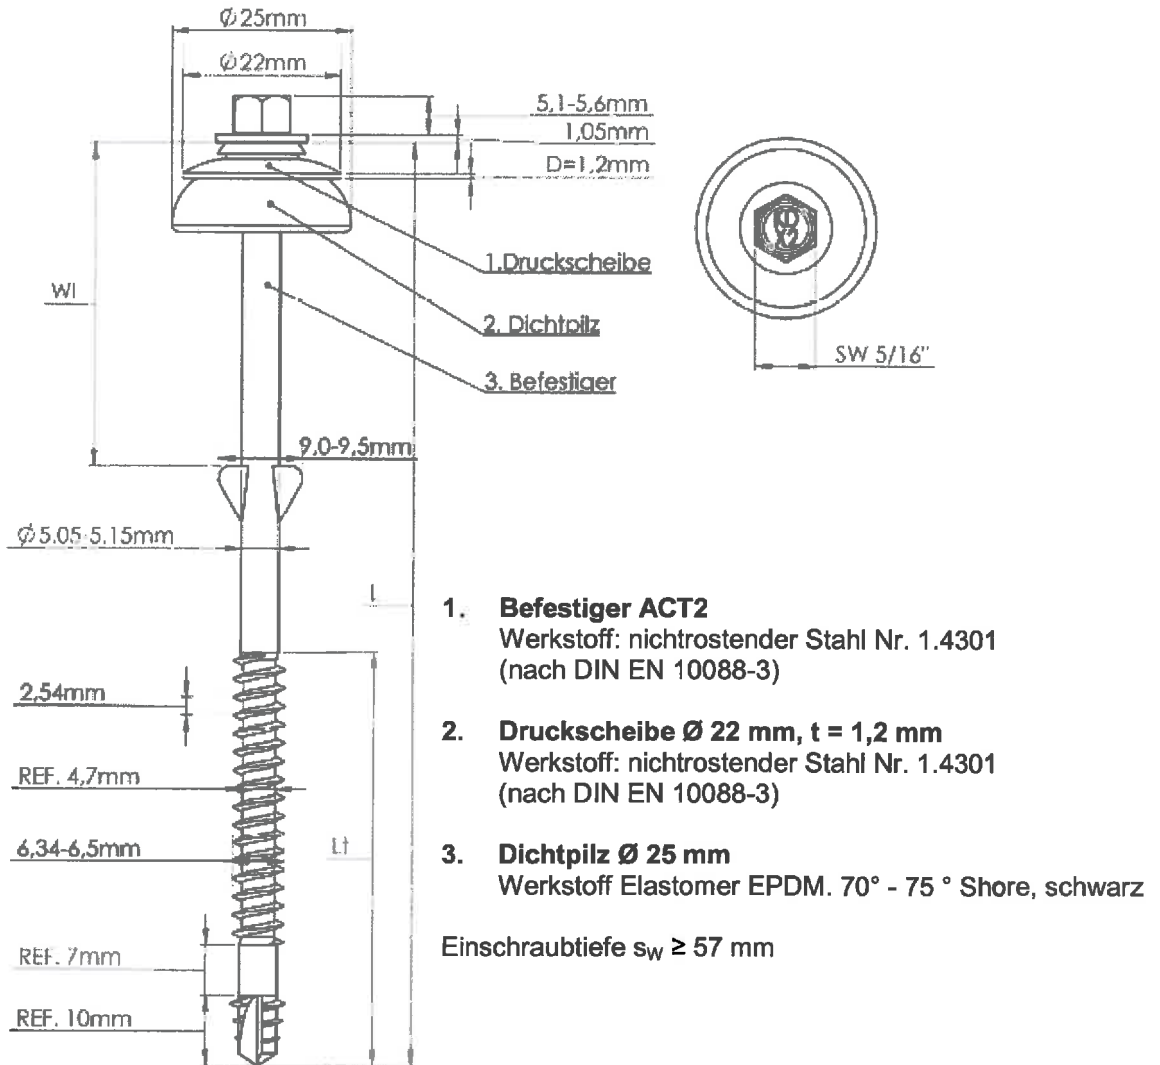 Ø25mm
Ø22mm
5,1-5,6mm
1,05mm
D=1,2mm
1.Druckscheibe
Wl
2. Dichtpilz
SW 5/16"
3. Befestiger
9,0-9,5mm
Ø5.05-5.15mm
L
2,54mm
REF. 4,7mm
6,34-6,5mm
Lt
REF. 7mm
REF. 10mm
1. Befestiger ACT2
Werkstoff: nichtrostender Stahl Nr. 1.4301
(nach DIN EN 10088-3)
2. Druckscheibe Ø 22 mm, t = 1,2 mm
Werkstoff: nichtrostender Stahl Nr. 1.4301
(nach DIN EN 10088-3)
3. Dichtpilz Ø 25 mm
Werkstoff Elastomer EPDM. 70° - 75 ° Shore, schwarz
Einschraubtiefe sw ≥ 57 mm